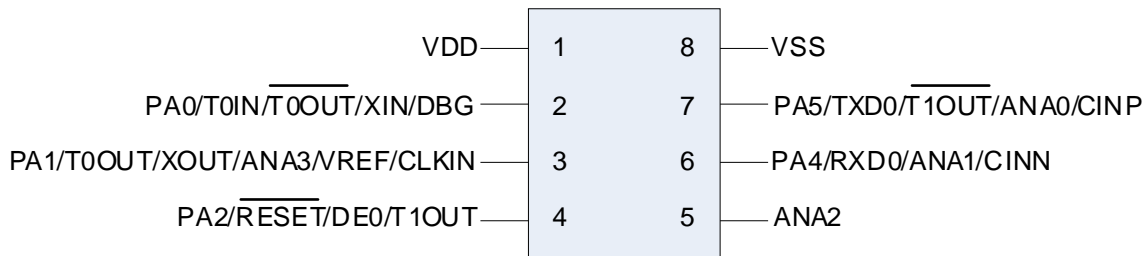 VDD 1 8 VSS
PA0/T0IN/T0OUT/XIN/DBG 2 7 PA5/TXD0/T1OUT/ANA0/CINP
PA1/T0OUT/XOUT/ANA3/VREF/CLKIN 3 6 PA4/RXD0/ANA1/CINN
PA2/RESET/DE0/T1OUT 4 5 ANA2